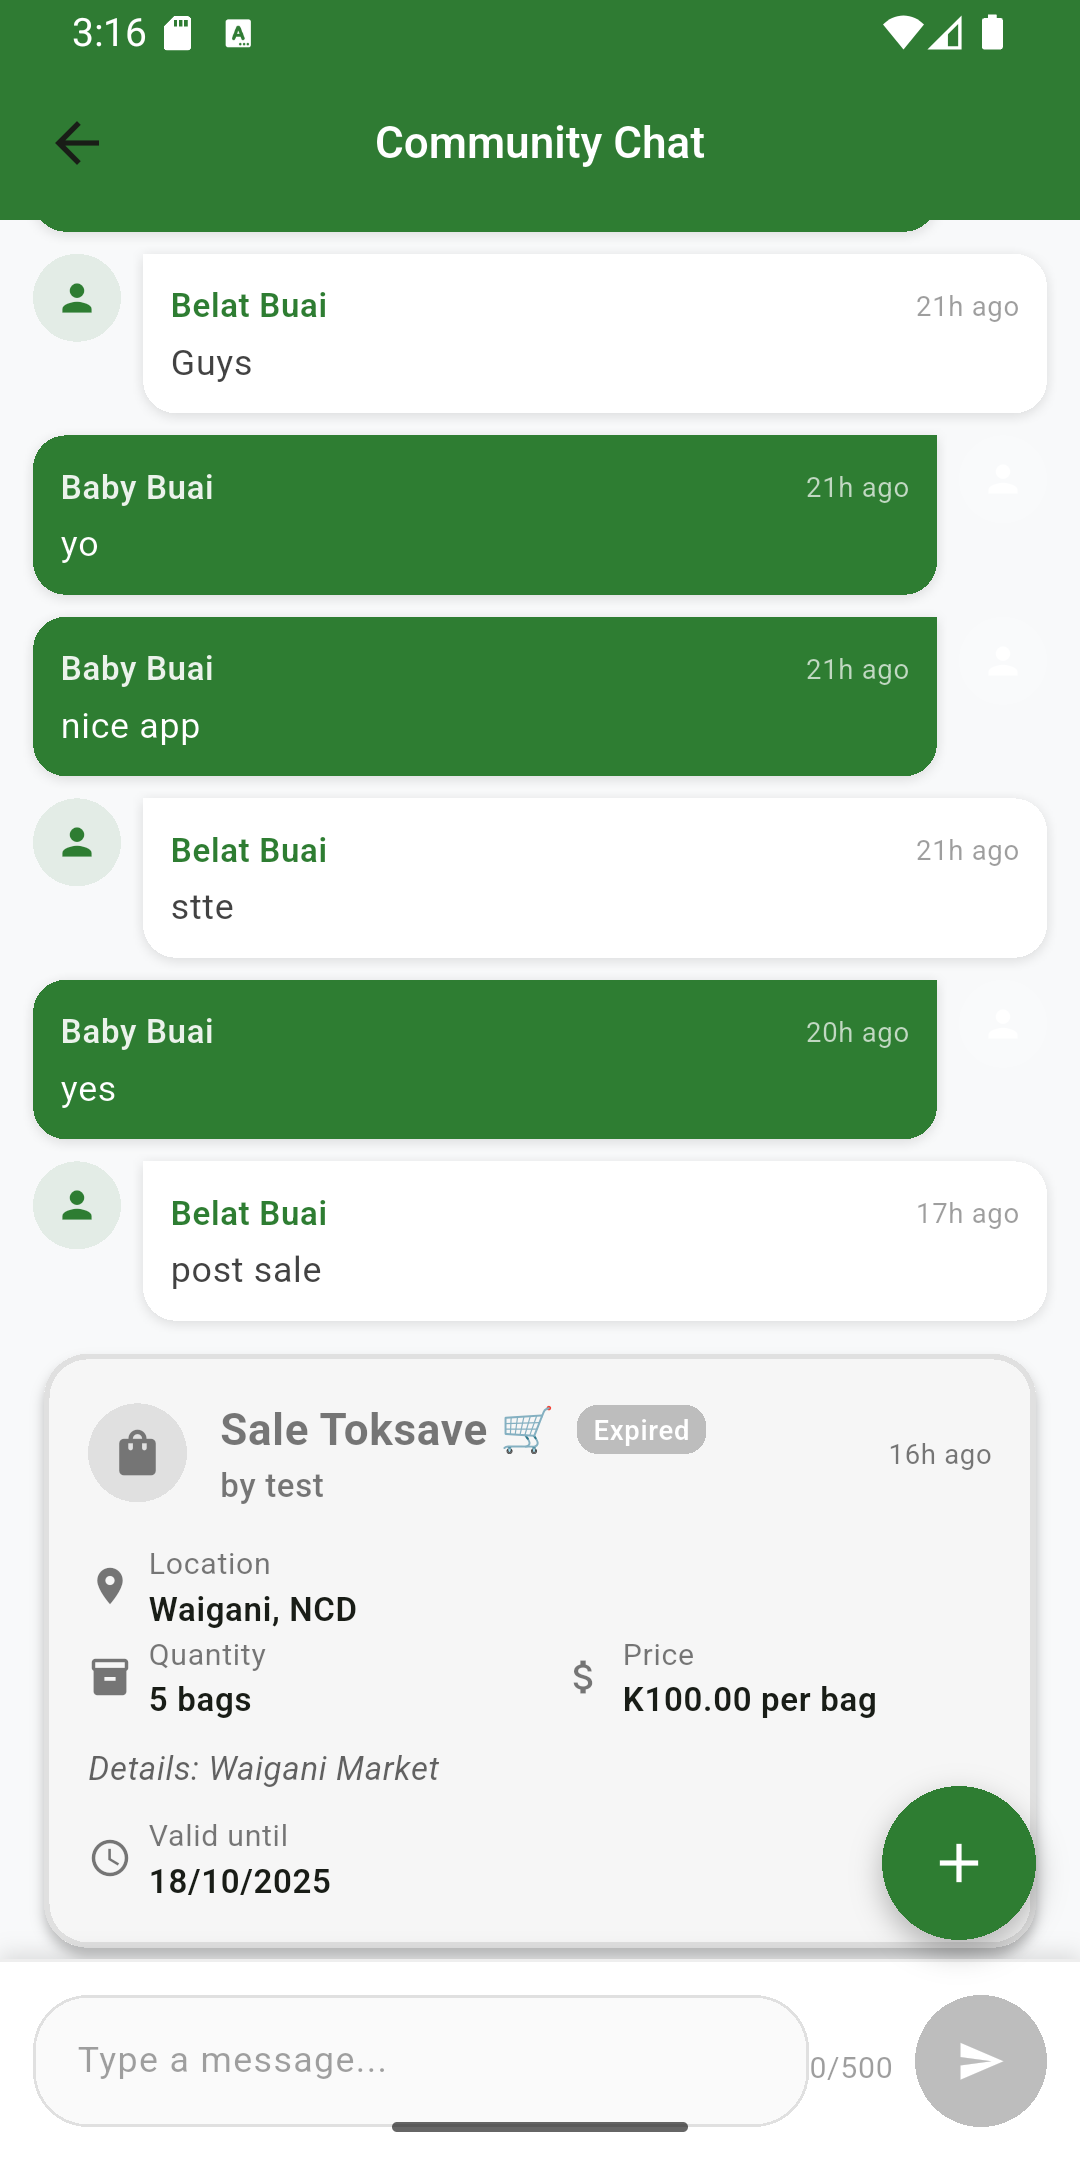 3:16
Community Chat
Belat Buai 21h ago
Guys
Baby Buai 21h ago
yo
Baby Buai 21h ago
nice app
Belat Buai 21h ago
stte
Baby Buai 20h ago
yes
Belat Buai 17h ago
post sale
Sale Toksave 🛒 Expired
by test
16h ago
Location
Waigani, NCD
Quantity
5 bags
Price
K100.00 per bag
Details: Waigani Market
Valid until
18/10/2025
Type a message...
0/500